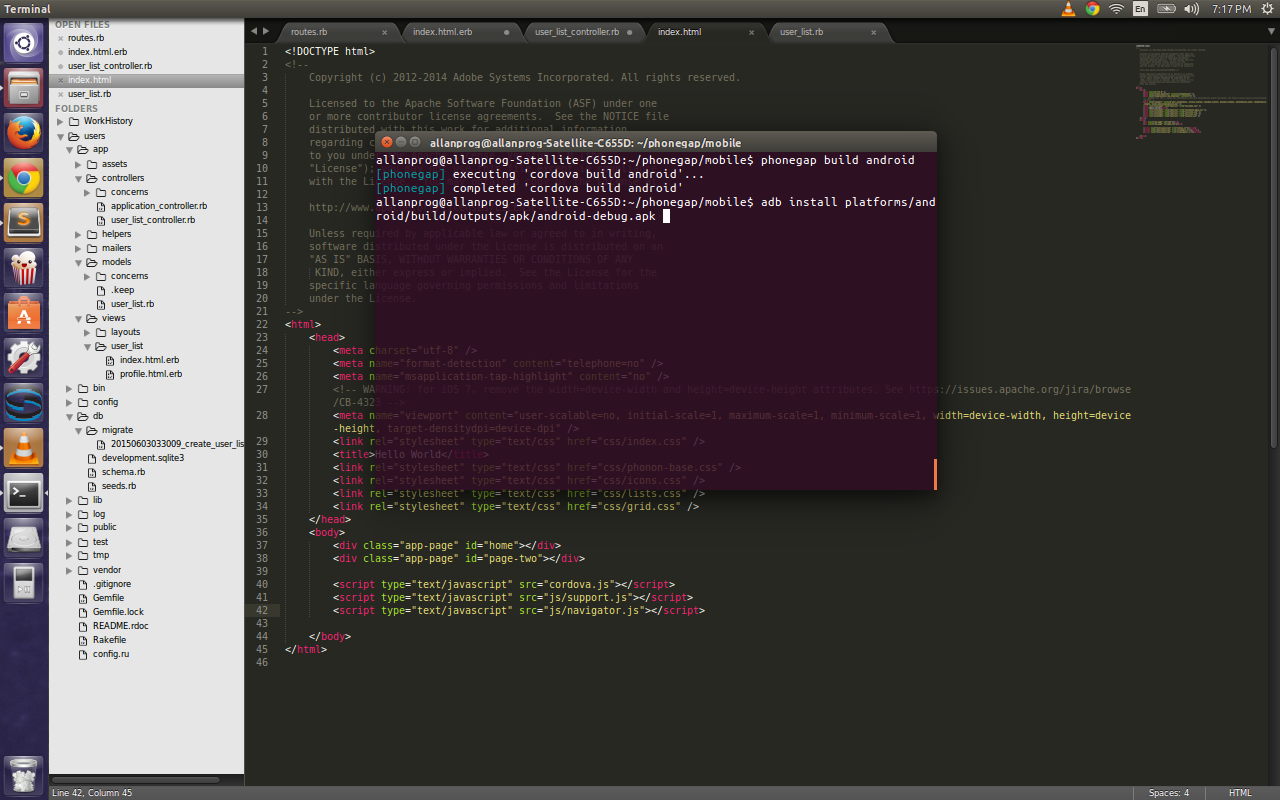 Terminal
En
7:17 PM
OPEN FILES
routes.rb
index.html.erb
user_list_controller.rb
index.html
user_list.rb
FOLDERS
WorkHistory
users
app
assets
controllers
concerns
application_controller.rb
user_list_controller.rb
helpers
mailers
models
concerns
.keep
user_list.rb
views
layouts
user_list
index.html.erb
profile.html.erb
bin
config
db
migrate
20150603033009_create_user_lis
development.sqlite3
schema.rb
seeds.rb
lib
log
public
test
tmp
vendor
.gitignore
Gemfile
Gemfile.lock
README.rdoc
Rakefile
config.ru
routes.rb
index.html.erb
user_list_controller.rb
index.html
user_list.rb
1 <!DOCTYPE html>
2 <!--
3 Copyright (c) 2012-2014 Adobe Systems Incorporated. All rights reserved.
4
5 Licensed to the Apache Software Foundation (ASF) under one
6 or more contributor license agreements.  See the NOTICE file
7 distributed with this work for additional information
8 regarding c
9 to you unde
10 "License");
11 with the Li
12
13 http://www.
14
15 Unless required by applicable law or agreed to in writing,
16 software distributed under the License is distributed on an
17 "AS IS" BASIS, WITHOUT WARRANTIES OR CONDITIONS OF ANY
18 KIND, either express or implied.  See the License for the
19 specific language governing permissions and limitations
20 under the License.
21 -->
22 <html>
23 <head>
24 <meta charset="utf-8" />
25 <meta name="format-detection" content="telephone=no" />
26 <meta name="msapplication-tap-highlight" content="no" />
27 <!-- WARNING: for iOS 7, remove the width=device-width and height=device-height attributes. See https://issues.apache.org/jira/browse
/CB-4323 -->
28 <meta name="viewport" content="user-scalable=no, initial-scale=1, maximum-scale=1, minimum-scale=1, width=device-width, height=device
-height, target-densitydpi=device-dpi" />
29 <link rel="stylesheet" type="text/css" href="css/index.css" />
30 <title>Hello World</title>
31 <link rel="stylesheet" type="text/css" href="css/phonon-base.css" />
32 <link rel="stylesheet" type="text/css" href="css/icons.css" />
33 <link rel="stylesheet" type="text/css" href="css/lists.css" />
34 <link rel="stylesheet" type="text/css" href="css/grid.css" />
35 </head>
36 <body>
37 <div class="app-page" id="home"></div>
38 <div class="app-page" id="page-two"></div>
39
40 <script type="text/javascript" src="cordova.js"></script>
41 <script type="text/javascript" src="js/support.js"></script>
42 <script type="text/javascript" src="js/navigator.js"></script>
43
44 </body>
45 </html>
46
allanprog@allanprog-Satellite-C655D: ~/phonegap/mobile
allanprog@allanprog-Satellite-C655D:~/phonegap/mobile$ phonegap build android
[phonegap] executing 'cordova build android'...
[phonegap] completed 'cordova build android'
allanprog@allanprog-Satellite-C655D:~/phonegap/mobile$ adb install platforms/and
roid/build/outputs/apk/android-debug.apk
Line 42, Column 45
Spaces: 4
HTML